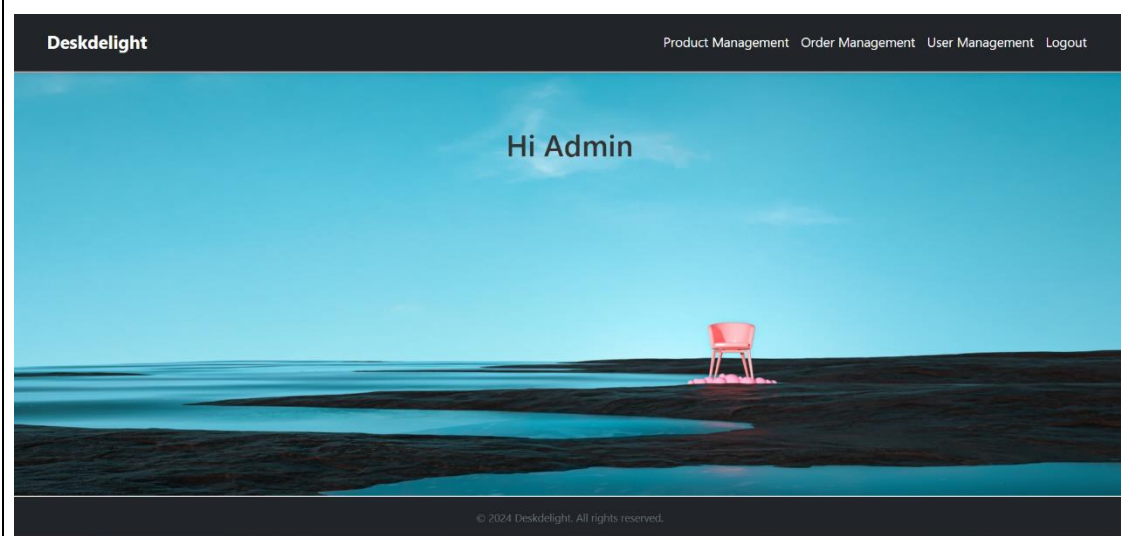 Deskdelight
Product Management Order Management User Management Logout
Hi Admin
© 2024 Deskdelight. All rights reserved.